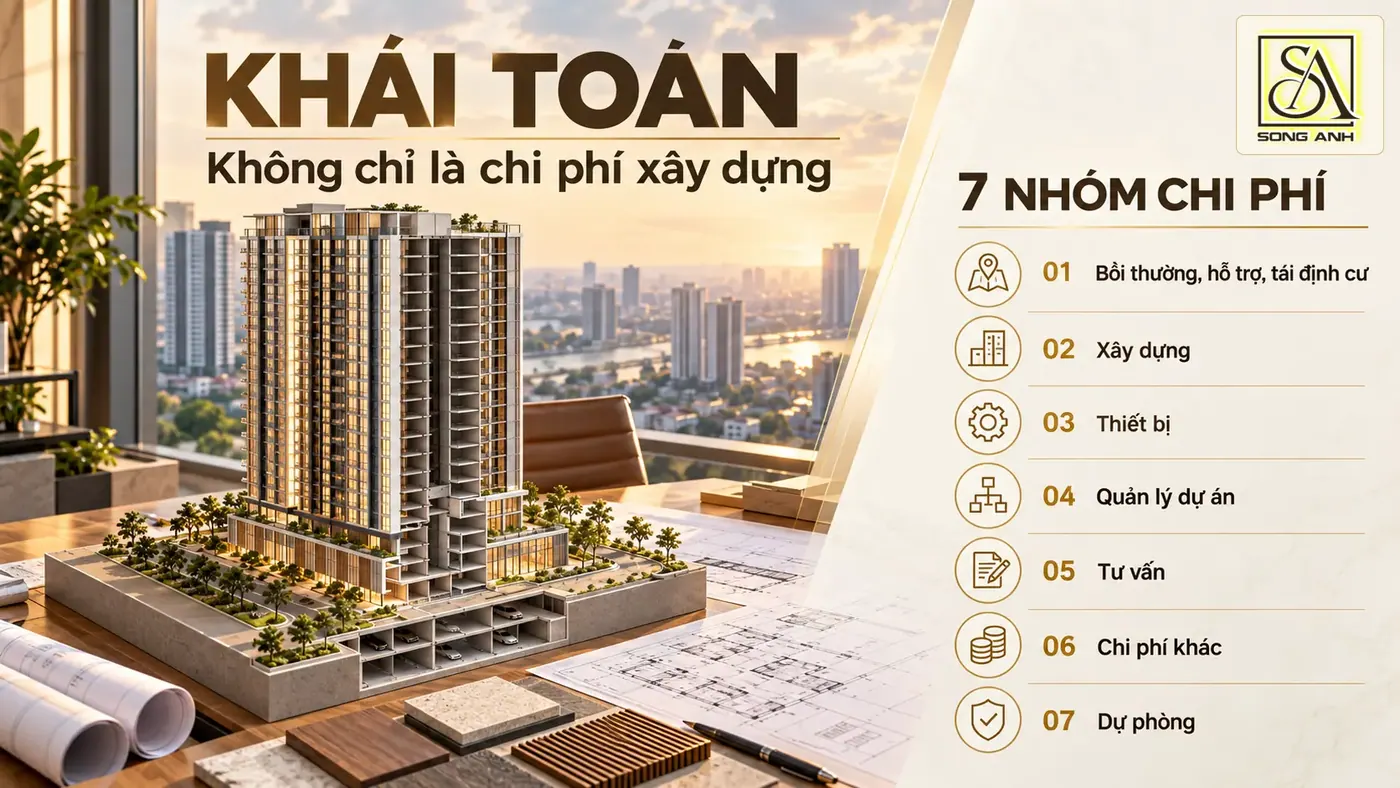 KHÁI TOÁN
Không chỉ là chi phí xây dựng
SA
SONG ANH
7 NHÓM CHI PHÍ
01 Bồi thường, hỗ trợ, tái định cư
02 Xây dựng
03 Thiết bị
04 Quản lý dự án
05 Tư vấn
06 Chi phí khác
07 Dự phòng